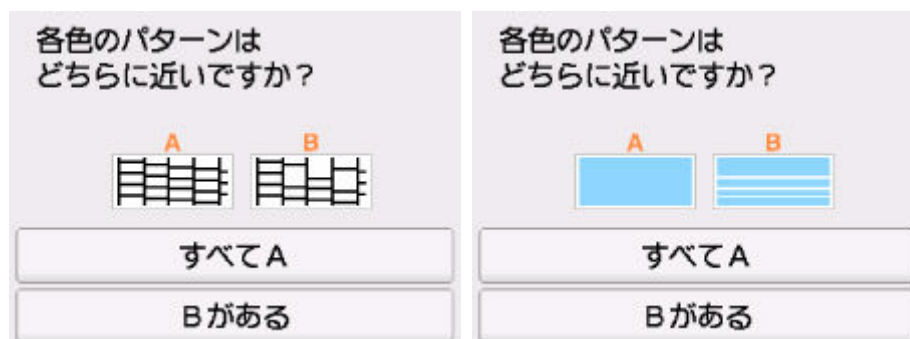 各色のパターンは
どちらに近いですか？
A B
すべてA
Bがある
各色のパターンは
どちらに近いですか？
A B
すべてA
Bがある